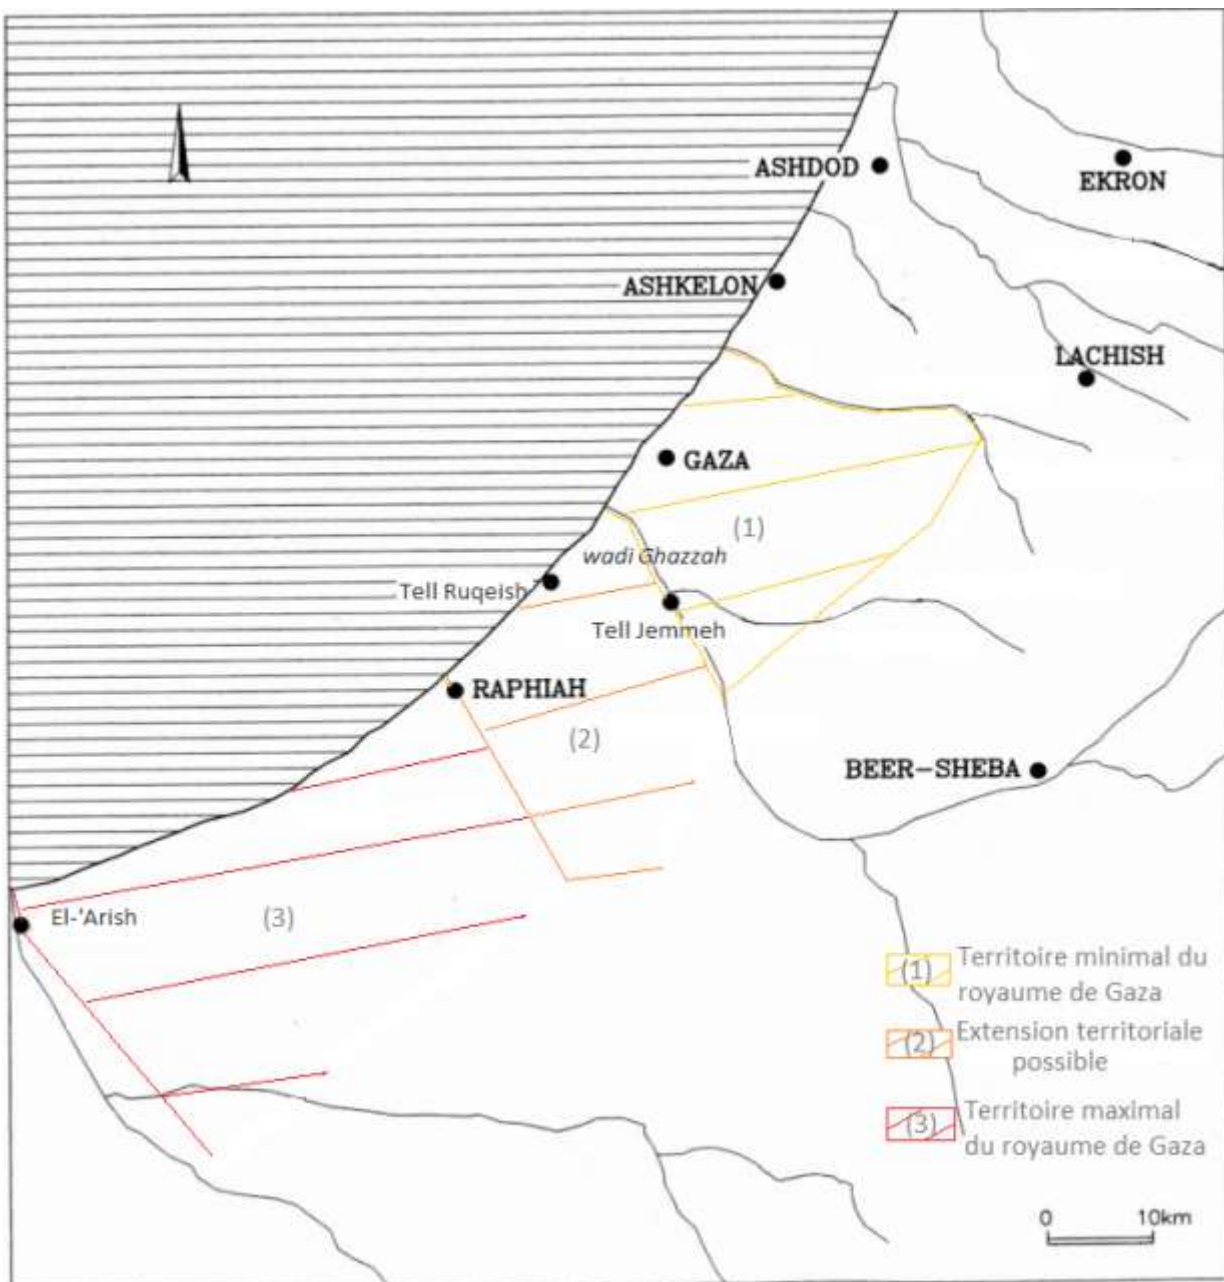 ASHDOD
EKRON
ASHKELON
LACHISH
GAZA
(1)
wadi Ghazzah
Tell Ruqeish
Tell Jemmeh
RAPHIAH
(2)
BEER-SHEBA
El-'Arish
(3)
(1) Territoire minimal du
royaume de Gaza
(2) Extension territoriale
possible
(3) Territoire maximal
du royaume de Gaza
0 10km